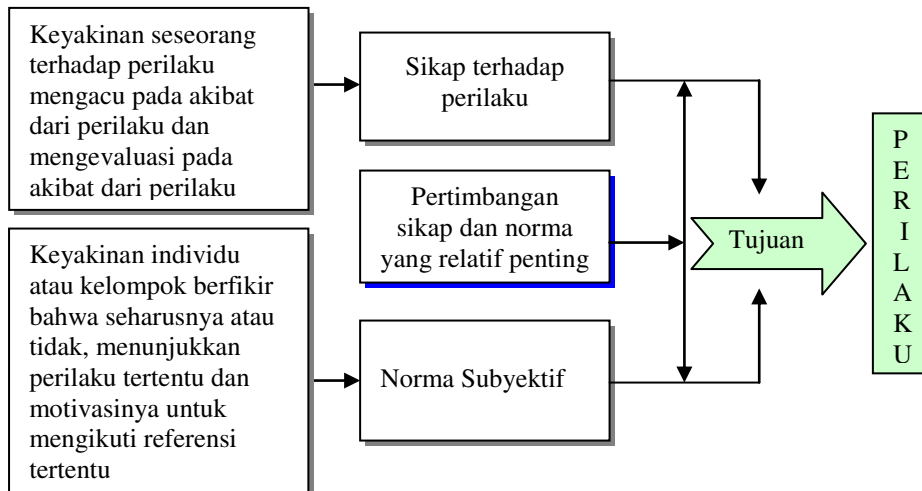 Keyakinan seseorang
terhadap perilaku
mengacu pada akibat
dari perilaku dan
mengevaluasi pada
akibat dari perilaku
Sikap terhadap
perilaku
Pertimbangan
sikap dan norma
yang relatif penting
Keyakinan individu
atau kelompok berfikir
bahwa seharusnya atau
tidak, menunjukkan
perilaku tertentu dan
motivasinya untuk
mengikuti referensi
tertentu
Norma Subyektif
Tujuan
P
E
R
I
L
A
K
U